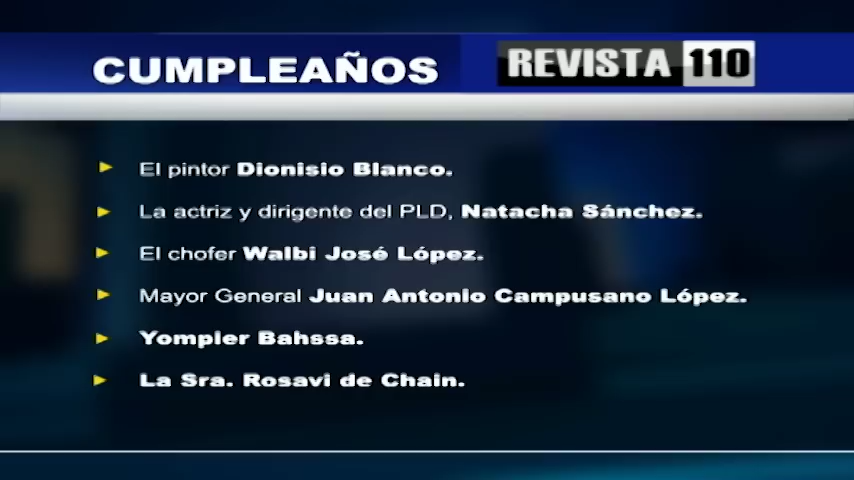 CUMPLEAÑOS
REVISTA 110
El pintor Dionisio Blanco.
La actriz y dirigente del PLD, Natacha Sánchez.
El chofer Walbi José López.
Mayor General Juan Antonio Campusano López.
Yompier Bahssa.
La Sra. Rosavi de Chain.